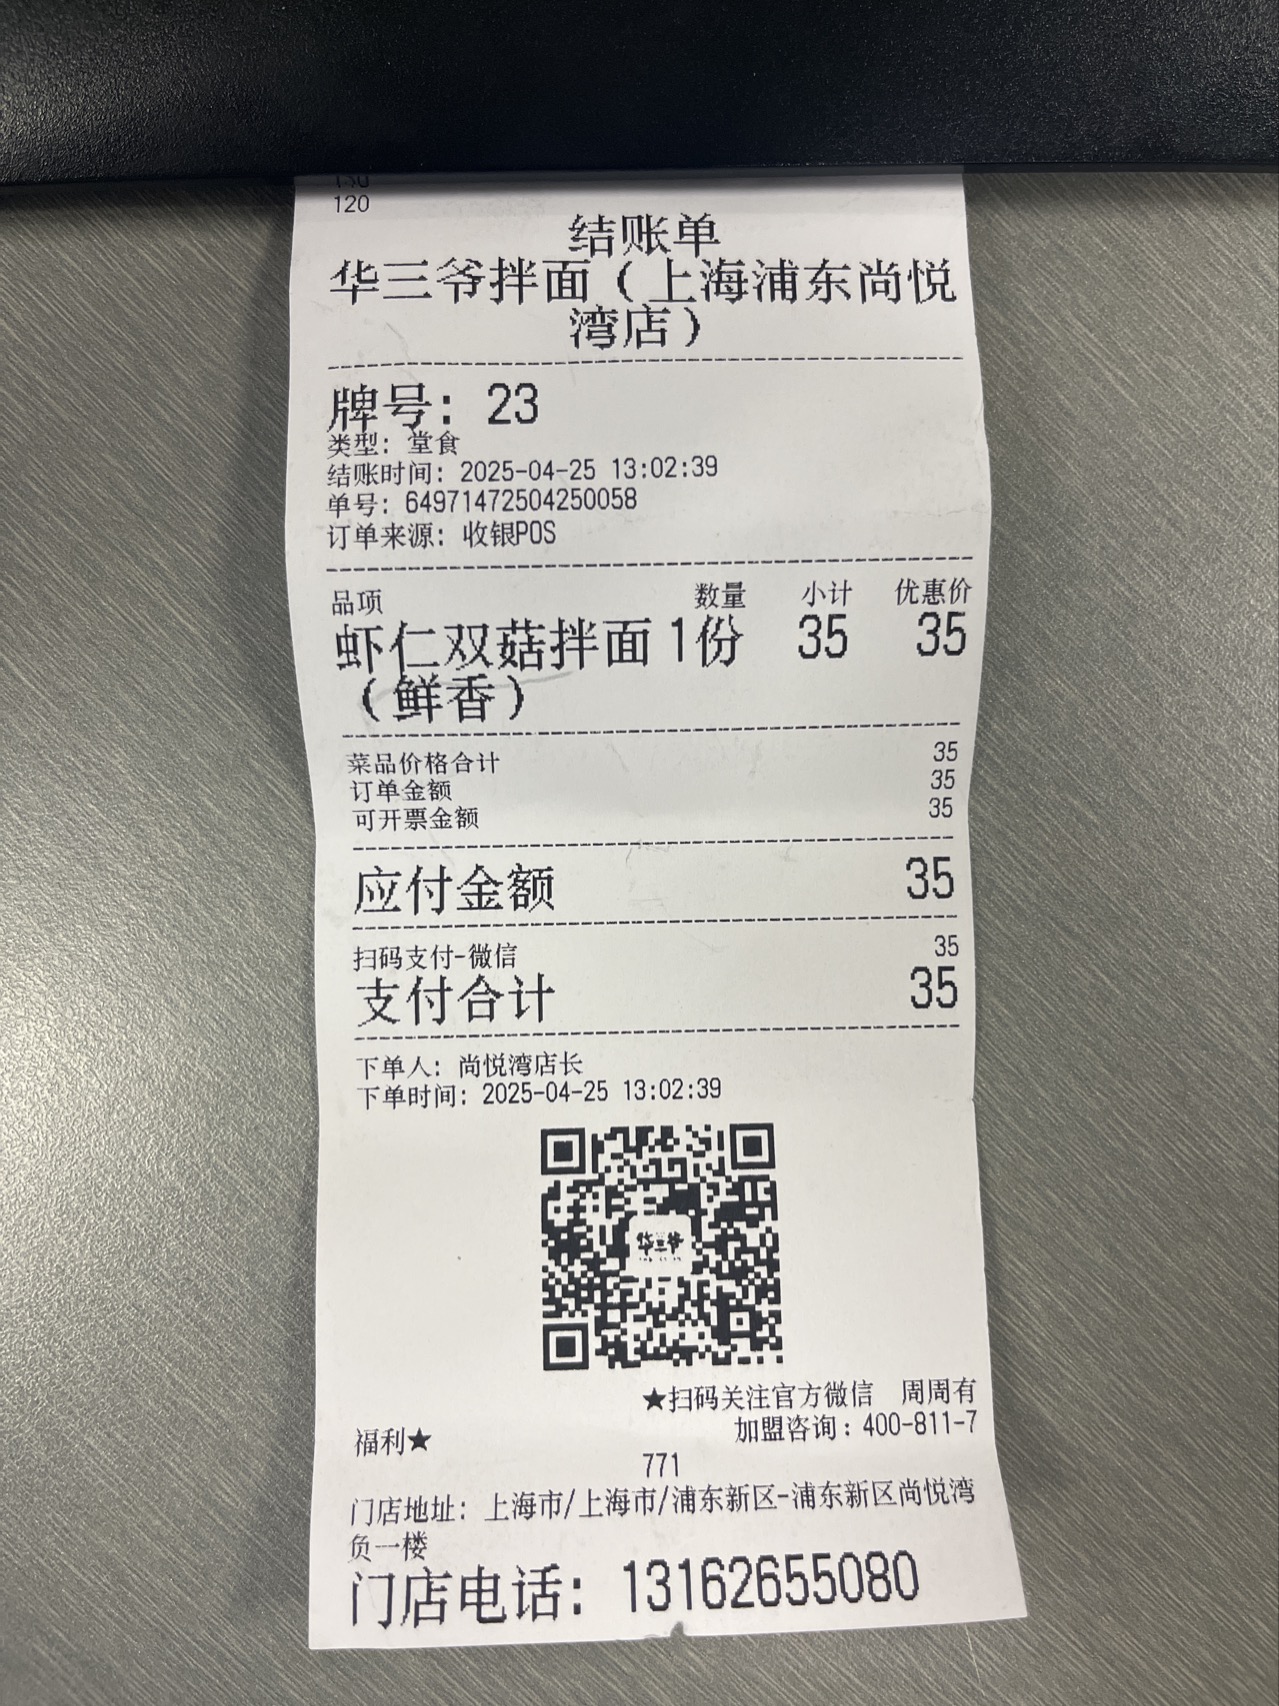 120
结账单
华三爷拌面（上海浦东尚悦
湾店）
牌号：23
类型：堂食
结账时间：2025-04-25 13:02:39
单号：64971472504250058
订单来源：收银POS
品项 数量 小计 优惠价
虾仁双菇拌面 1份 35 35
（鲜香）
菜品价格合计 35
订单金额 35
可开票金额 35
应付金额 35
扫码支付-微信 35
支付合计 35
下单人：尚悦湾店长
下单时间：2025-04-25 13:02:39
华三爷
★扫码关注官方微信 周周有
福利★ 加盟咨询：400-811-7
771
门店地址：上海市/上海市/浦东新区-浦东新区尚悦湾
负一楼
门店电话：13162655080